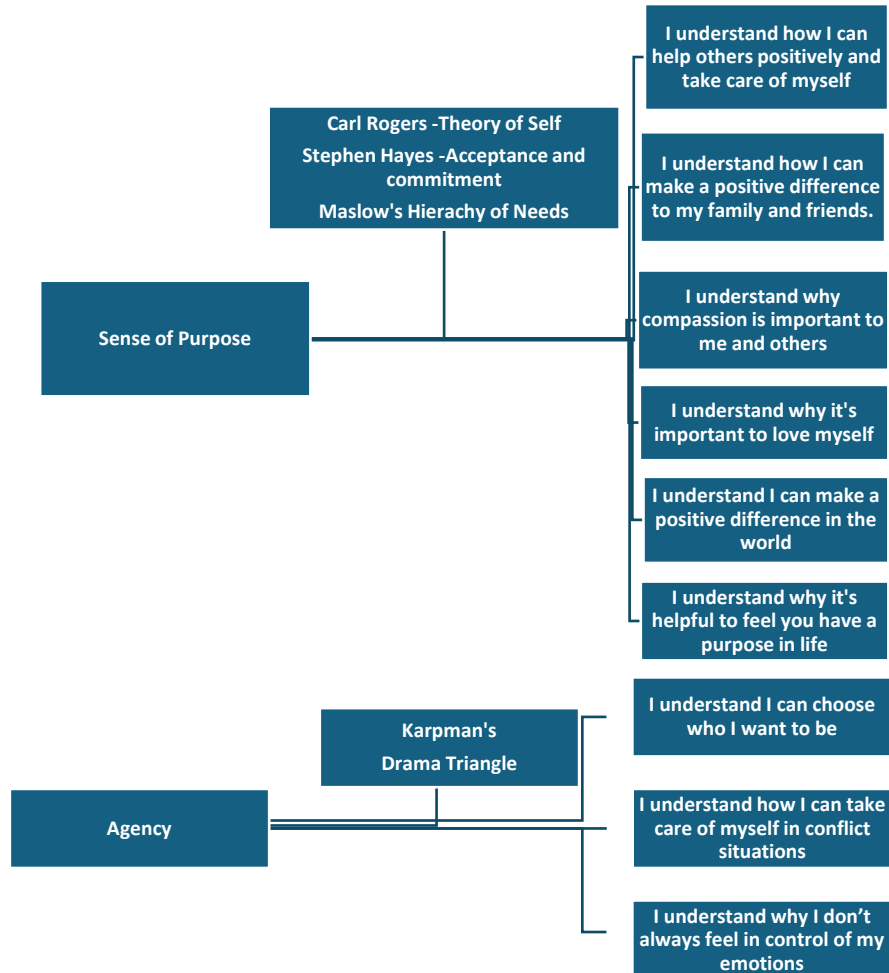 I understand how I can
help others positively and
take care of myself
Carl Rogers -Theory of Self
Stephen Hayes -Acceptance and
commitment
Maslow's Hierachy of Needs
I understand how I can
make a positive difference
to my family and friends.
Sense of Purpose
I understand why
compassion is important to
me and others
I understand why it's
important to love myself
I understand I can make a
positive difference in the
world
I understand why it's
helpful to feel you have a
purpose in life
I understand I can choose
who I want to be
Karpman's
Drama Triangle
Agency
I understand how I can take
care of myself in conflict
situations
I understand why I don’t
always feel in control of my
emotions